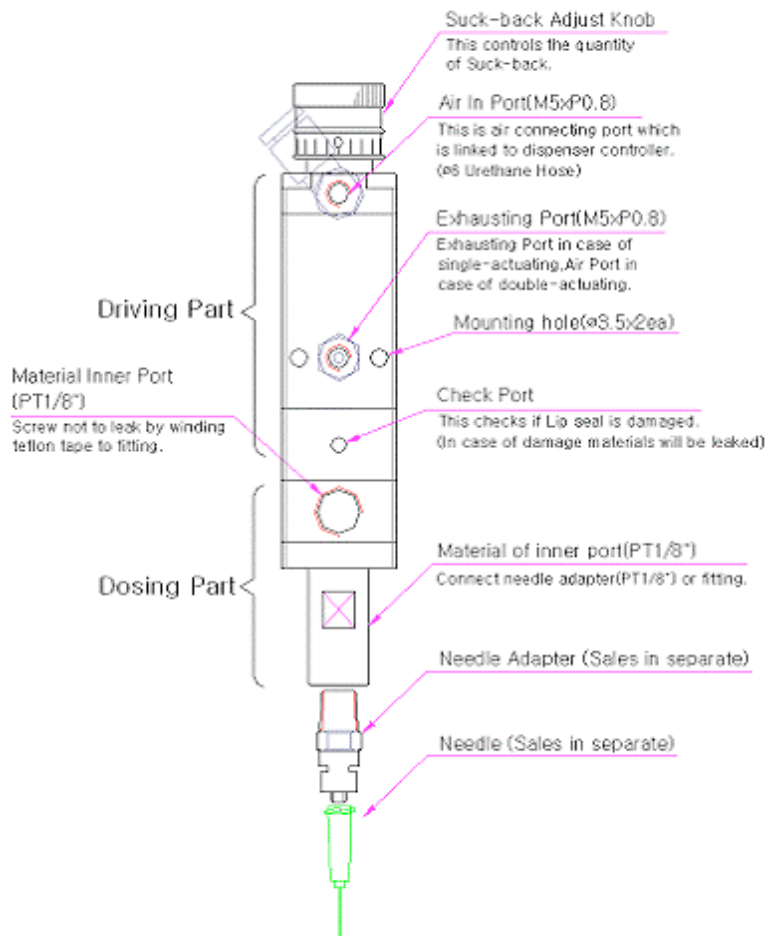 Suck-back Adjust Knob
This controls the quantity
of Suck-back.
Air In Port(M5xP0.8)
This is air connecting port which
is linked to dispenser controller.
(ø6 Urethane Hose)
Exhausting Port(M5xP0.8)
Exhausting Port in case of
single-actuating,Air Port in
case of double-actuating.
Driving Part
Mounting hole(ø3.5x2ea)
Material Inner Port
(PT1/8")
Screw not to leak by winding
teflon tape to fitting.
Check Port
This checks if Lip seal is damaged.
(In case of damage materials will be leaked)
Dosing Part
Material of inner port(PT1/8")
Connect needle adapter(PT1/8") or fitting.
Needle Adapter (Sales in separate)
Needle (Sales in separate)